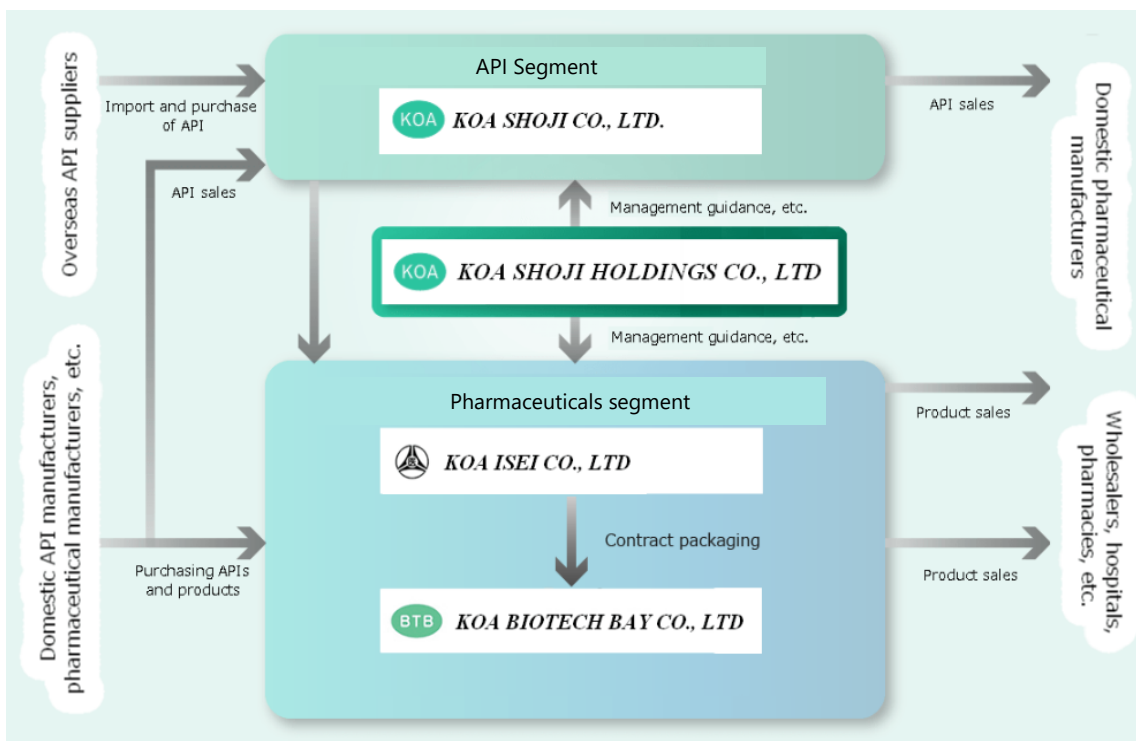 Overseas API suppliers
Import and purchase
of API
API sales
API Segment
KOA KOA SHOJI CO., LTD.
API sales
Domestic pharmaceutical
manufacturers
Management guidance, etc.
KOA KOA SHOJI HOLDINGS CO., LTD
Management guidance, etc.
Domestic API manufacturers,
pharmaceutical manufacturers, etc.
Purchasing APIs
and products
Pharmaceuticals segment
KOA ISEI CO., LTD
Contract packaging
BTB KOA BIOTECH BAY CO., LTD
Product sales
Product sales
Wholesalers, hospitals,
pharmacies, etc.